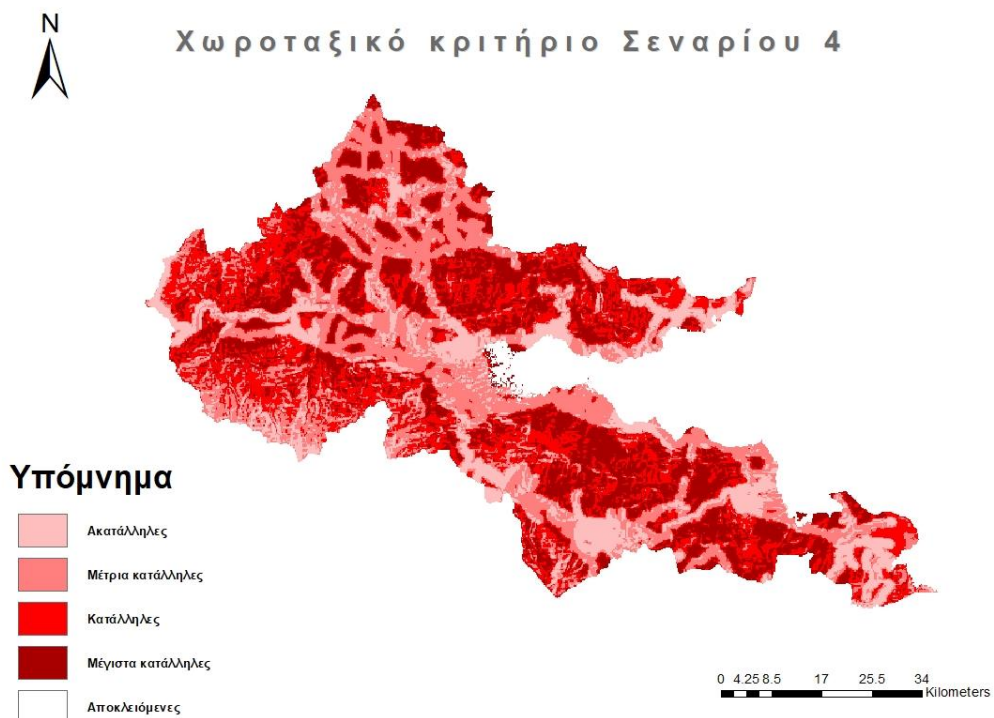 N
Χωροταξικό κριτήριο Σεναρίου 4
Υπόμνημα
Ακατάλληλες
Μέτρια κατάλληλες
Κατάλληλες
Μέγιστα κατάλληλες
Αποκλειόμενες
0 4.25 8.5 17 25.5 34
Kilometers